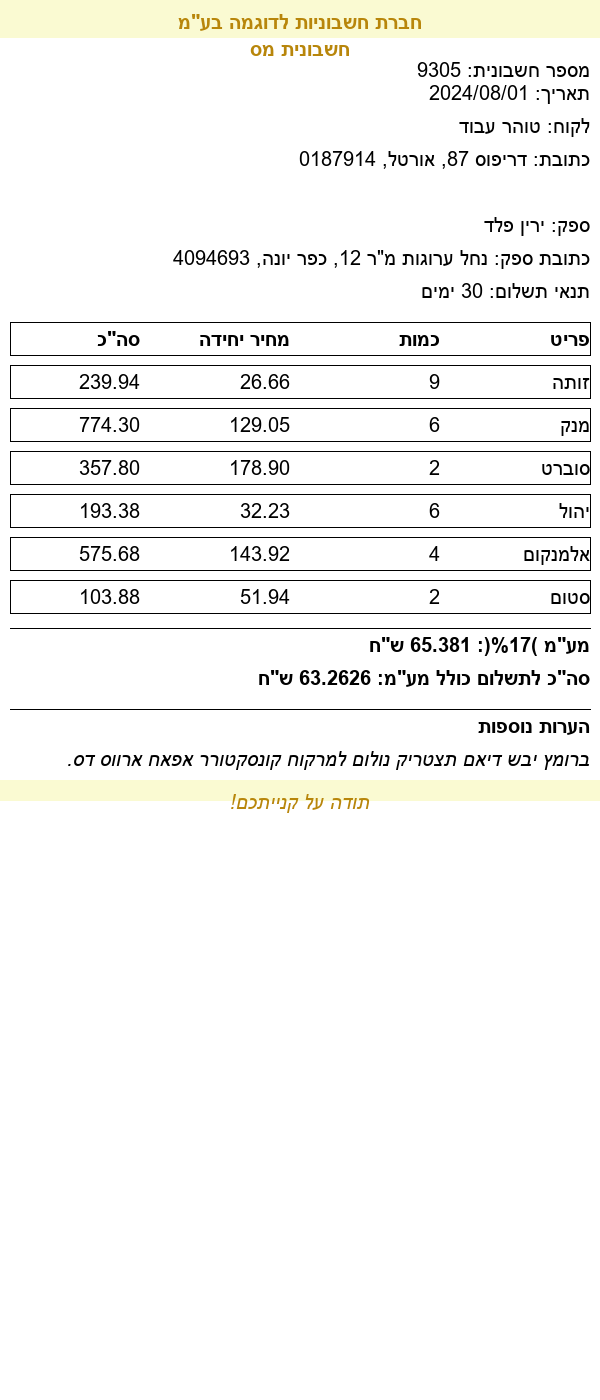 חברת חשבוניות לדוגמה בע"מ
חשבונית מס
מספר חשבונית: 9305
תאריך: 2024/08/01
לקוח: טוהר עבוד
כתובת: דריפוס 87, אורטל, 0187914
ספק: ירין פלד
כתובת ספק: נחל ערוגות מ"ר 12, כפר יונה, 4094693
תנאי תשלום: 30 ימים
פריט כמות מחיר יחידה סה"כ
זותה 9 26.66 239.94
מנק 6 129.05 774.30
סוברט 2 178.90 357.80
יהול 6 32.23 193.38
אלמנקום 4 143.92 575.68
סטום 2 51.94 103.88
מע"מ )17%(: 65.381 ש"ח
סה"כ לתשלום כולל מע"מ: 63.2626 ש"ח
הערות נוספות
ברומץ יבש דיאם תצטריק נולום למרקוח קונסקטורר אפאח ארווס דס.
תודה על קנייתכם!